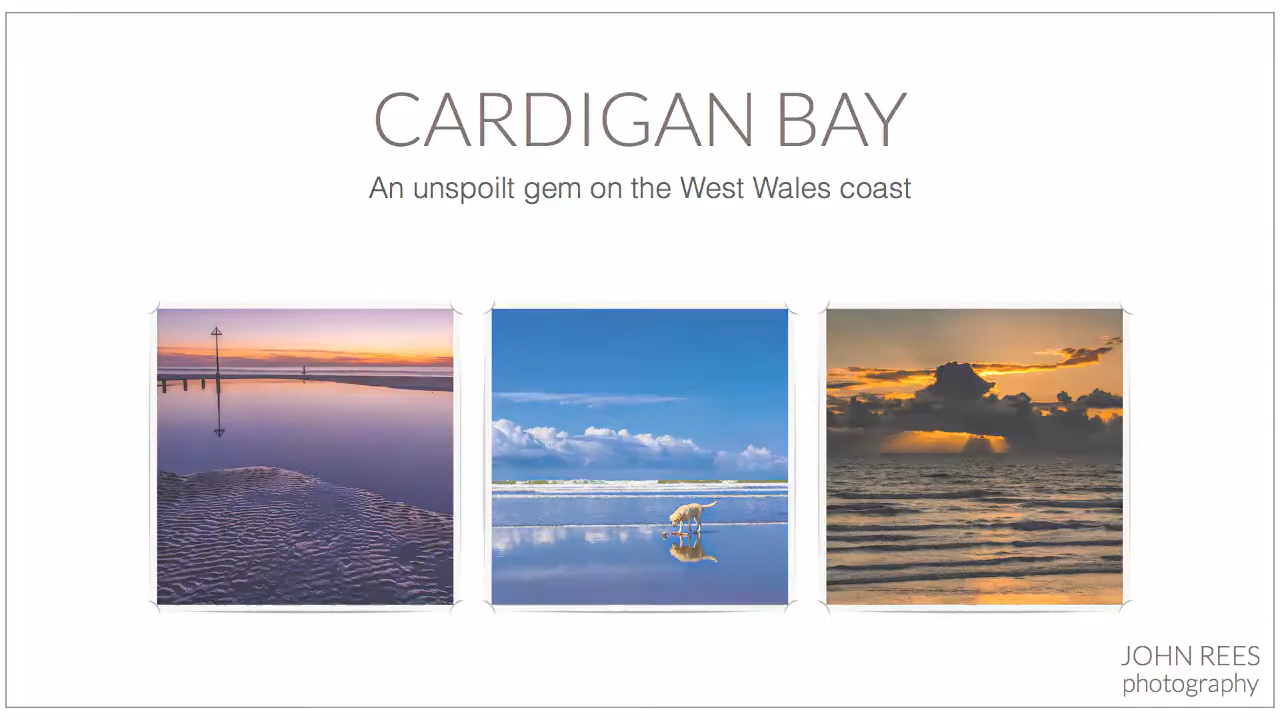 CARDIGAN BAY
An unspoilt gem on the West Wales coast
JOHN REES
photography